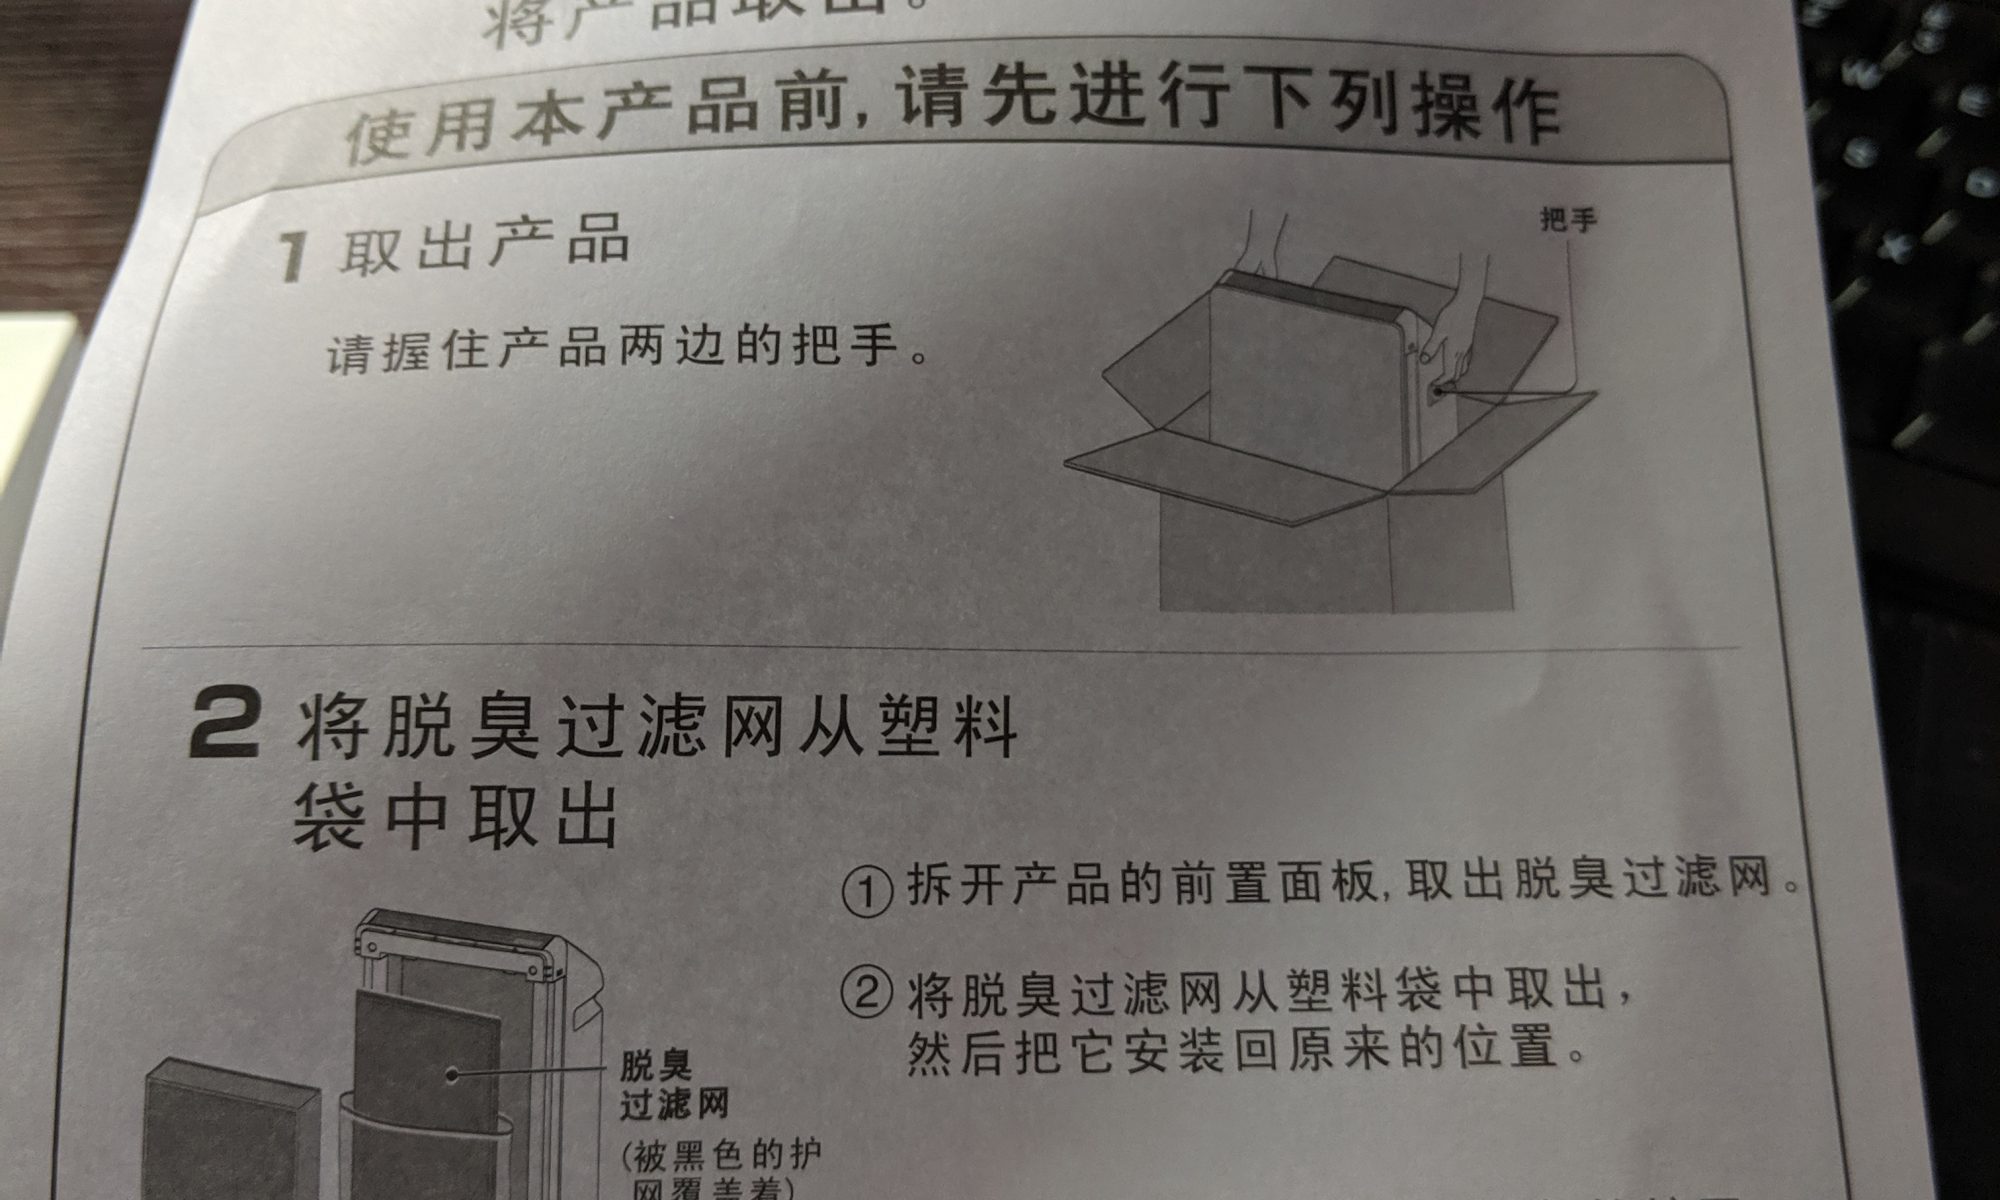 将产品取出。
使用本产品前,请先进行下列操作
1 取出产品
请握住产品两边的把手。
把手
2 将脱臭过滤网从塑料
袋中取出
①拆开产品的前置面板,取出脱臭过滤网。
②将脱臭过滤网从塑料袋中取出,
然后把它安装回原来的位置。
脱臭
过滤网
(被黑色的护
网覆盖着)